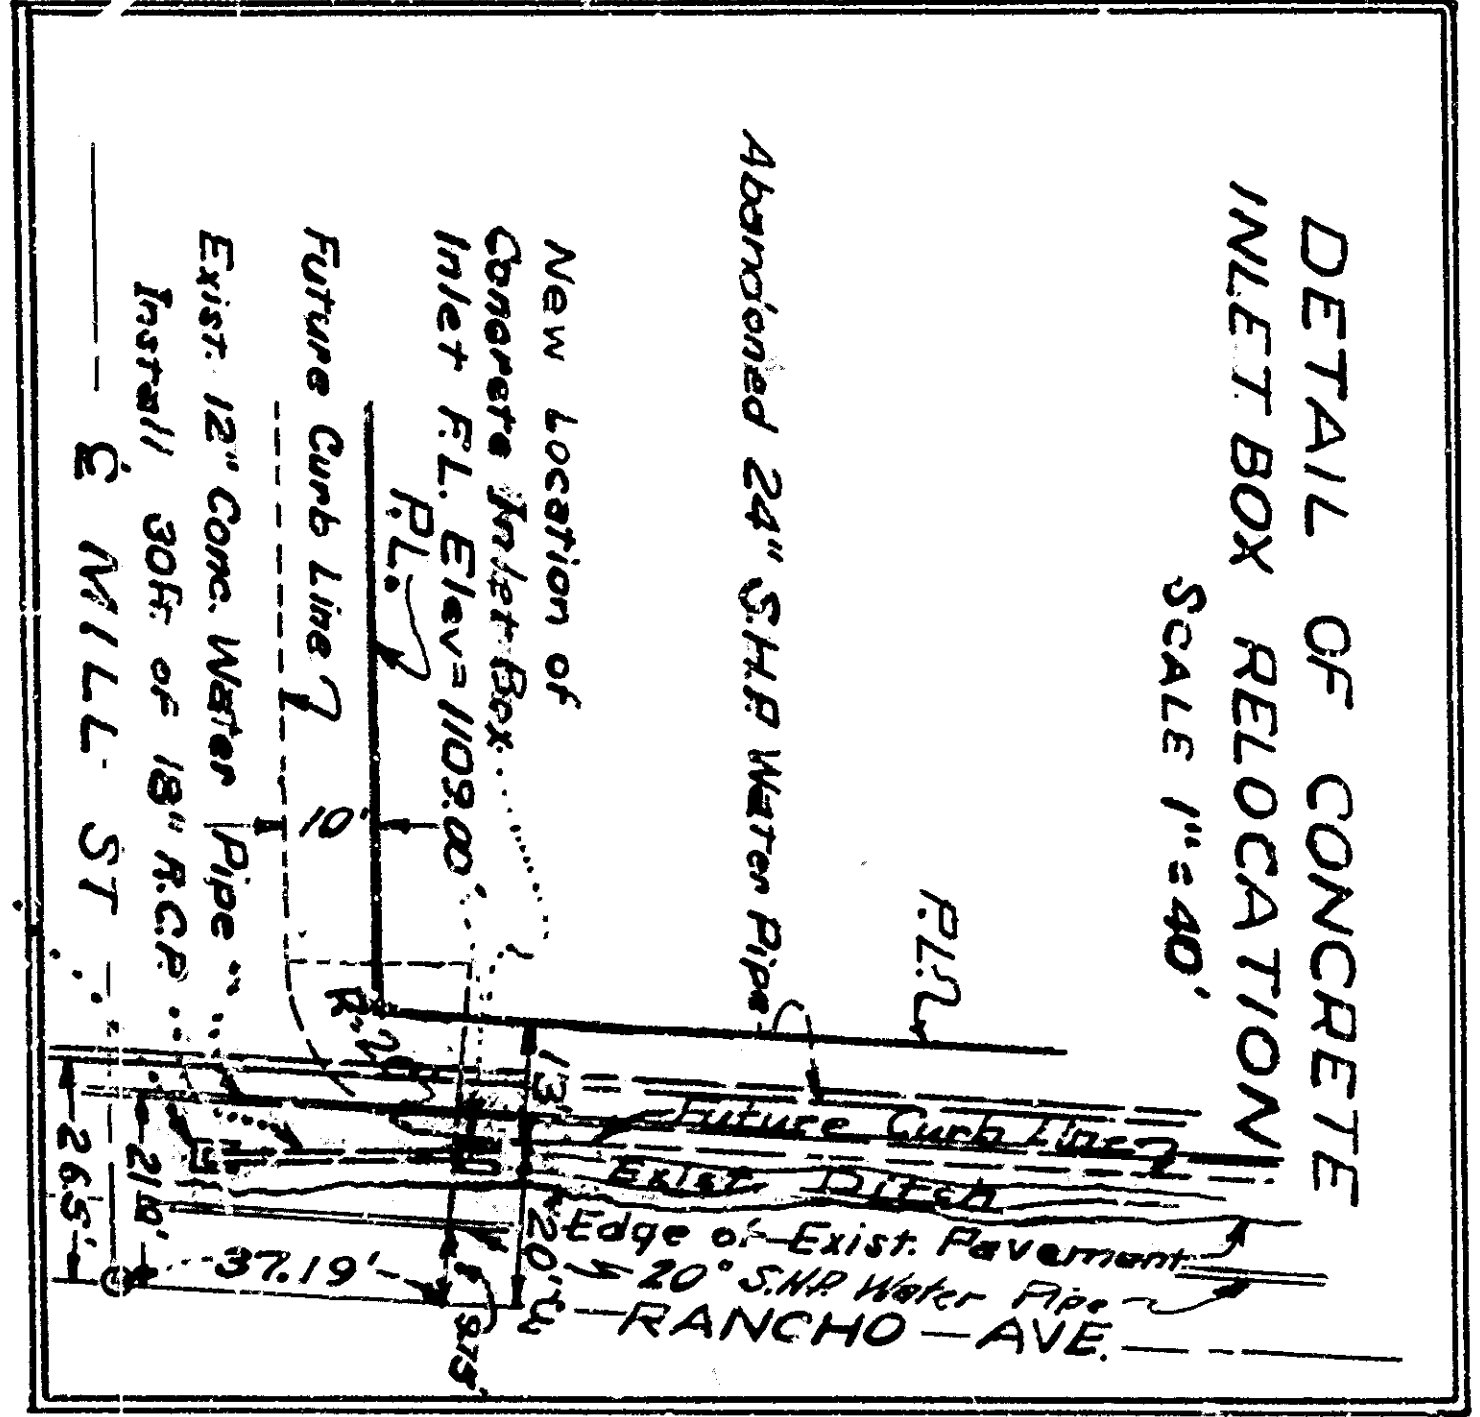 DETAIL OF CONCRETE
INLET BOX RELOCATION
SCALE 1"=40'
P.L.
Abandoned 24" S.H.P. Water Pipe
New Location of
Concrete Inlet Box
Inlet F.L. Elev=1109.00
P.L.
Future Curb Line
Exist. 12" Conc. Water Pipe
Install 30Ft. of 18" R.C.P.
℄ MILL ST
10'
R=20'
13'
Future Curb Line
Exist. Ditch
Edge of Exist. Pavement
20" S.H.P. Water Pipe
20'
℄ RANCHO AVE.
9.75'
37.19'
26.5'